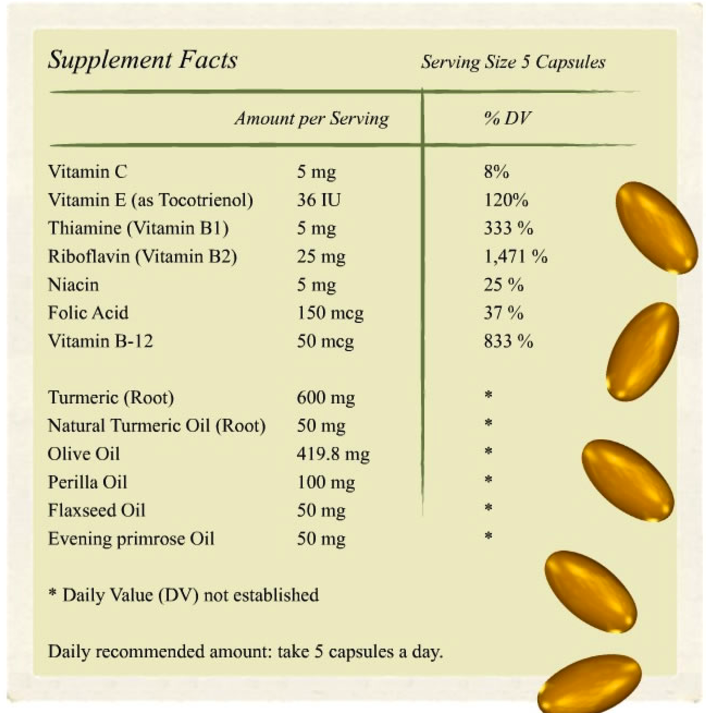 Supplement Facts Serving Size 5 Capsules
Amount per Serving % DV
Vitamin C 5 mg 8%
Vitamin E (as Tocotrienol) 36 IU 120%
Thiamine (Vitamin B1) 5 mg 333 %
Riboflavin (Vitamin B2) 25 mg 1,471 %
Niacin 5 mg 25 %
Folic Acid 150 mcg 37 %
Vitamin B-12 50 mcg 833 %
Turmeric (Root) 600 mg *
Natural Turmeric Oil (Root) 50 mg *
Olive Oil 419.8 mg *
Perilla Oil 100 mg *
Flaxseed Oil 50 mg *
Evening primrose Oil 50 mg *
* Daily Value (DV) not established
Daily recommended amount: take 5 capsules a day.